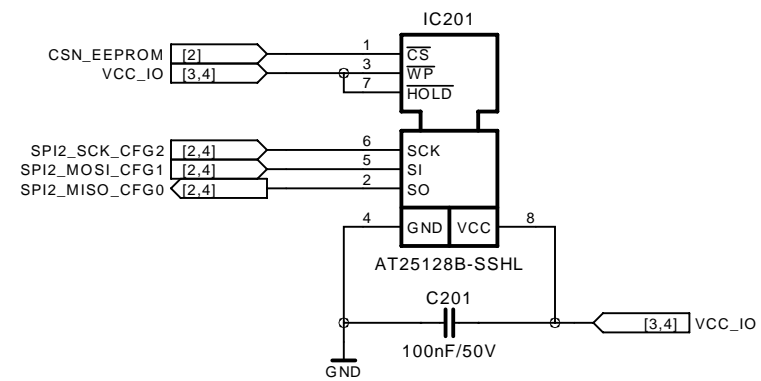 IC201
CSN_EEPROM [2] 1 CS
VCC_IO [3,4] 3 WP
7 HOLD
SPI2_SCK_CFG2 [2,4] 6 SCK
SPI2_MOSI_CFG1 [2,4] 5 SI
SPI2_MISO_CFG0 [2,4] 2 SO
4 GND VCC 8
AT25128B-SSHL
C201
[3,4] VCC_IO
100nF/50V
GND